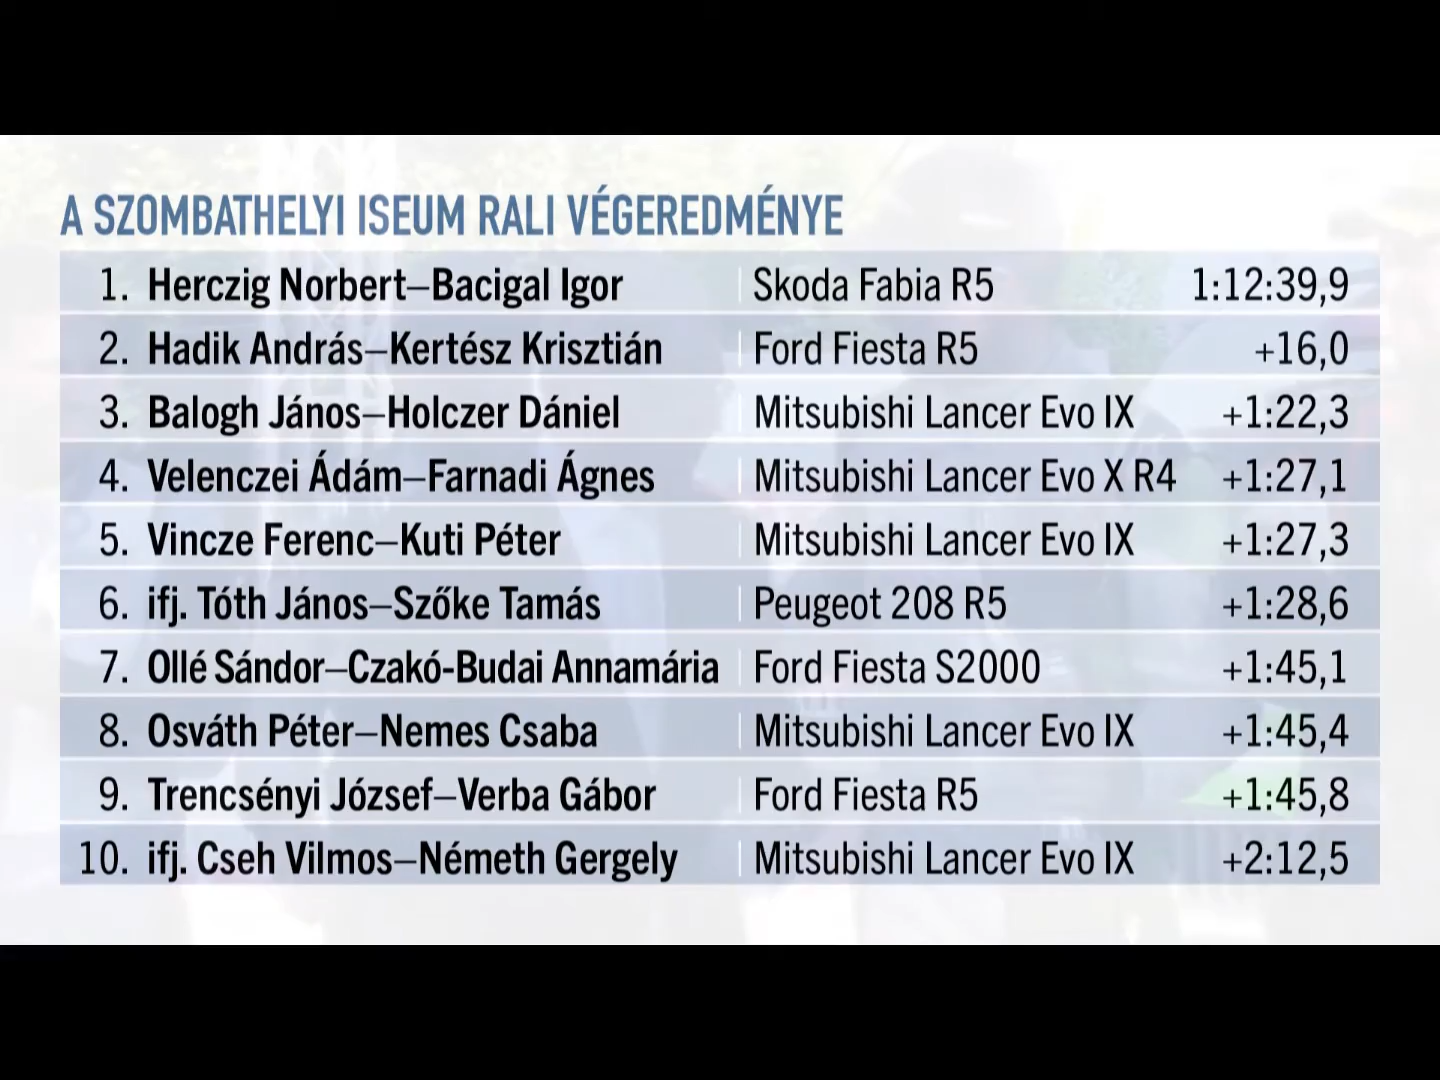 A SZOMBATHELYI ISEUM RALI VÉGEREDMÉNYE
1. Herczig Norbert–Bacigal Igor Skoda Fabia R5 1:12:39,9
2. Hadik András–Kertész Krisztián Ford Fiesta R5 +16,0
3. Balogh János–Holczer Dániel Mitsubishi Lancer Evo IX +1:22,3
4. Velenczei Ádám–Farnadi Ágnes Mitsubishi Lancer Evo X R4 +1:27,1
5. Vincze Ferenc–Kuti Péter Mitsubishi Lancer Evo IX +1:27,3
6. ifj. Tóth János–Szőke Tamás Peugeot 208 R5 +1:28,6
7. Ollé Sándor–Czakó-Budai Annamária Ford Fiesta S2000 +1:45,1
8. Osváth Péter–Nemes Csaba Mitsubishi Lancer Evo IX +1:45,4
9. Trencsényi József–Verba Gábor Ford Fiesta R5 +1:45,8
10. ifj. Cseh Vilmos–Németh Gergely Mitsubishi Lancer Evo IX +2:12,5